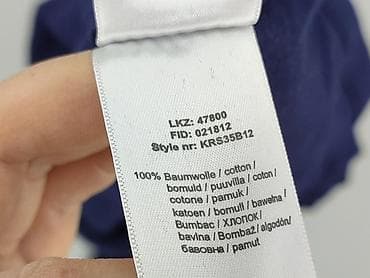 LKZ: 47800
FID: 021812
Style nr: KRS35B12
100% Baumwolle / cotton /
bomuld / puuvilla / coton /
cotone / pamuk /
katoen / bomull / bawełna /
Bumbac / ХЛОПОК /
bavlna / Bombaž / algodón/
бавовна / pamut